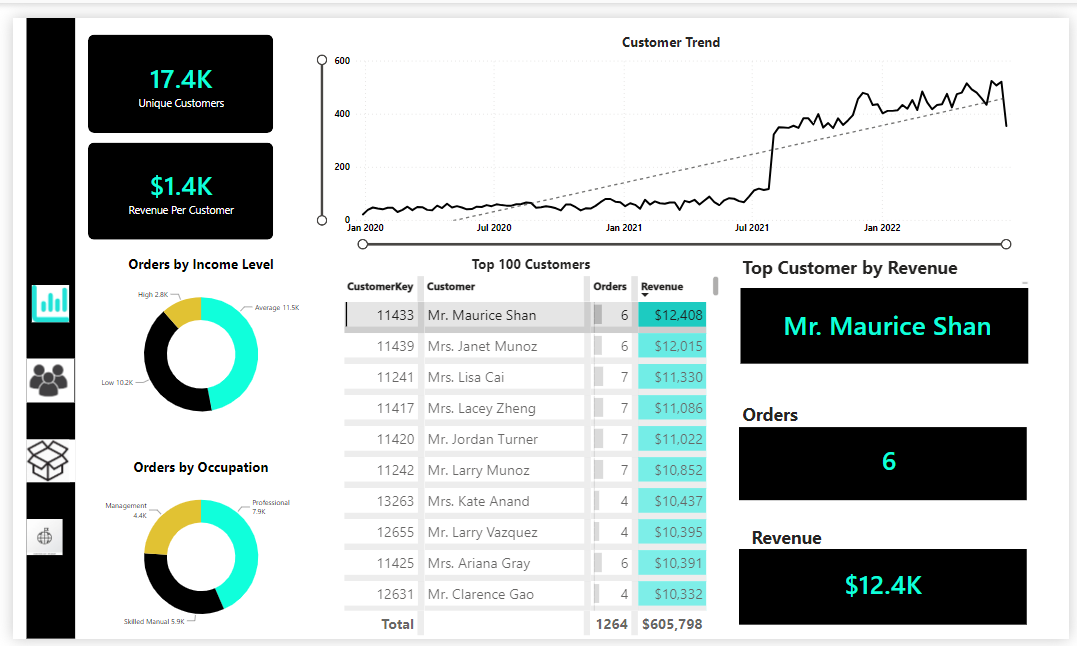 17.4K
Unique Customers
$1.4K
Revenue Per Customer
Customer Trend
600
400
200
0
Jan 2020
Jul 2020
Jan 2021
Jul 2021
Jan 2022
Orders by Income Level
High 2.8K
Average 11.5K
Low 10.2K
Orders by Occupation
Management
4.4K
Professional
7.9K
Skilled Manual 5.9K
Top 100 Customers
CustomerKey Customer Orders Revenue
11433 Mr. Maurice Shan 6 $12,408
11439 Mrs. Janet Munoz 6 $12,015
11241 Mrs. Lisa Cai 7 $11,330
11417 Mrs. Lacey Zheng 7 $11,086
11420 Mr. Jordan Turner 7 $11,022
11242 Mr. Larry Munoz 7 $10,852
13263 Mrs. Kate Anand 4 $10,437
12655 Mr. Larry Vazquez 4 $10,395
11425 Mrs. Ariana Gray 6 $10,391
12631 Mr. Clarence Gao 4 $10,332
Total 1264 $605,798
Top Customer by Revenue
Mr. Maurice Shan
Orders
6
Revenue
$12.4K